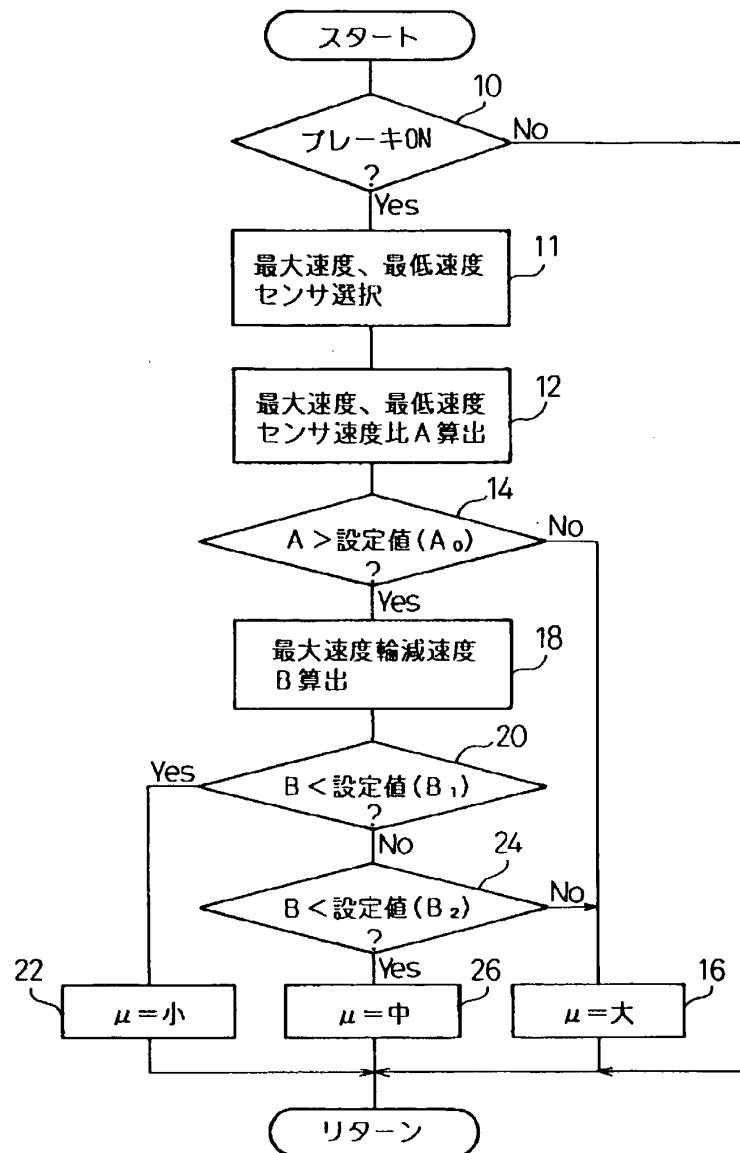 スタート
10
ブレーキON
?
No
Yes
最大速度、最低速度
センサ選択
11
最大速度、最低速度
センサ速度比A算出
12
14
A>設定値(A₀)
?
No
Yes
最大速度輪減速度
B算出
18
20
Yes
B<設定値(B₁)
?
No
24
B<設定値(B₂)
?
No
Yes
22
μ=小
26
μ=中
16
μ=大
リターン